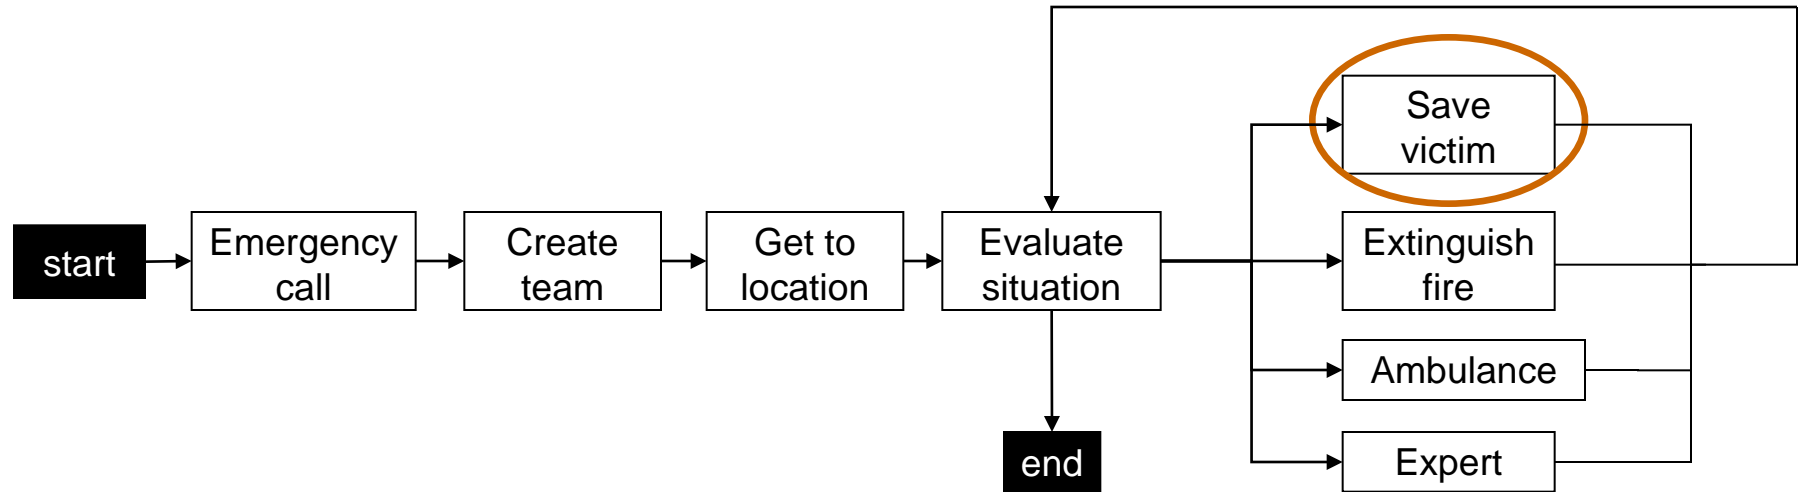 start
Emergency
call
Create
team
Get to
location
Evaluate
situation
end
Save
victim
Extinguish
fire
Ambulance
Expert